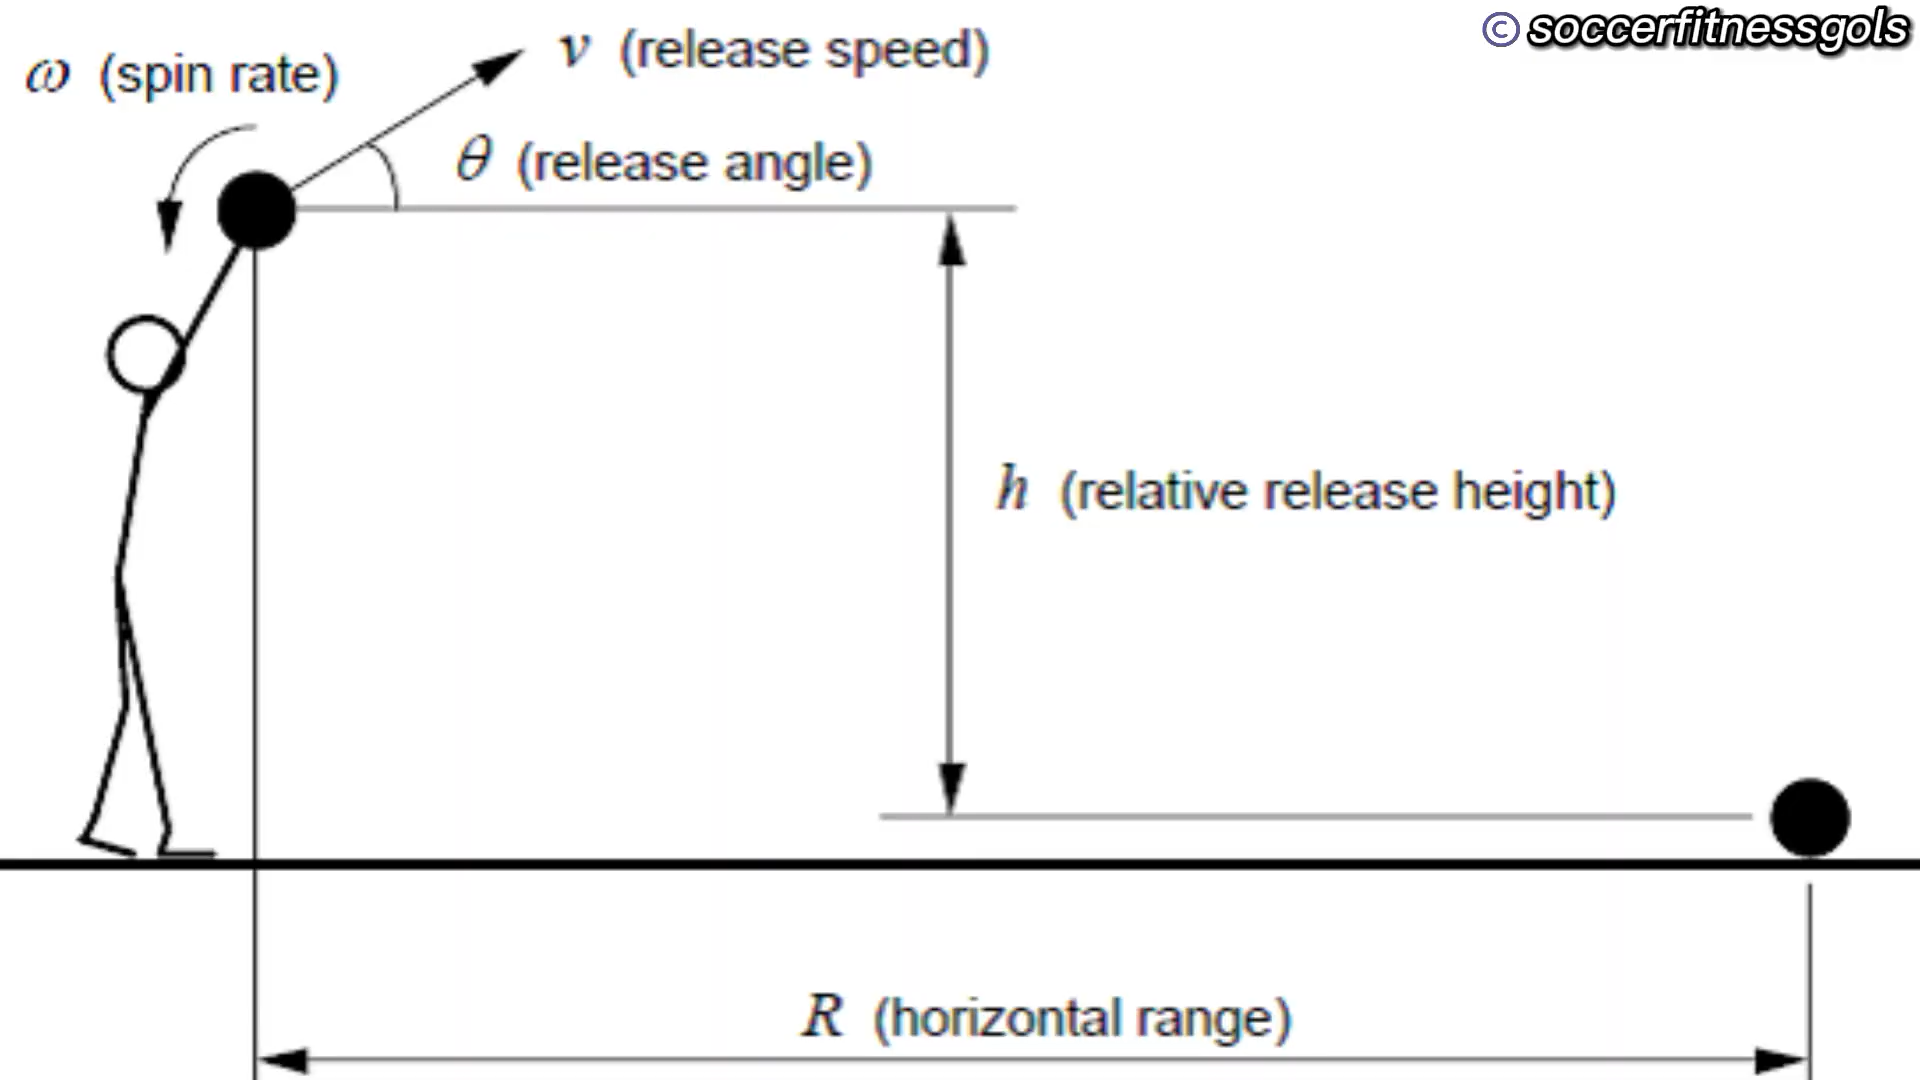 © soccerfitnessgols
ω (spin rate)
v (release speed)
θ (release angle)
h (relative release height)
R (horizontal range)